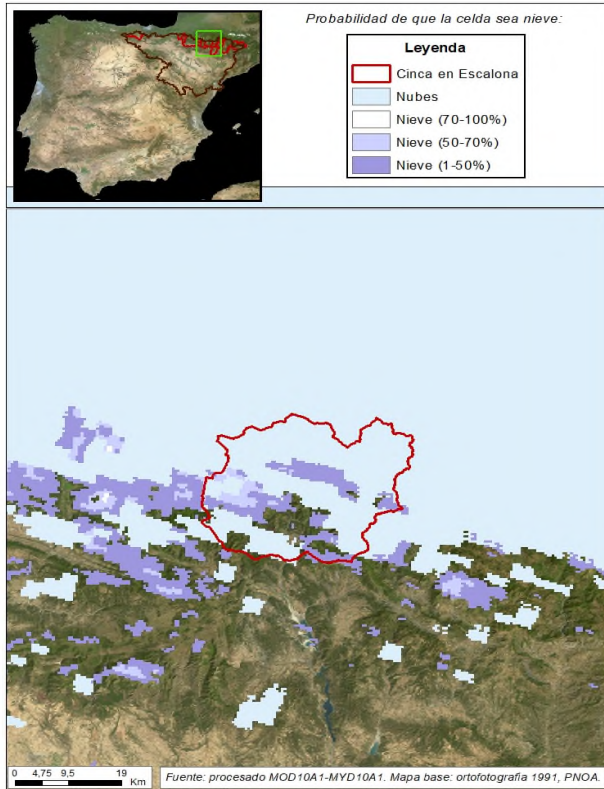 Probabilidad de que la celda sea nieve:
Leyenda
Cinca en Escalona
Nubes
Nieve (70-100%)
Nieve (50-70%)
Nieve (1-50%)
0 4,75 9,5 19
Km
Fuente: procesado MOD10A1-MYD10A1. Mapa base: ortofotografia 1991, PNOA.